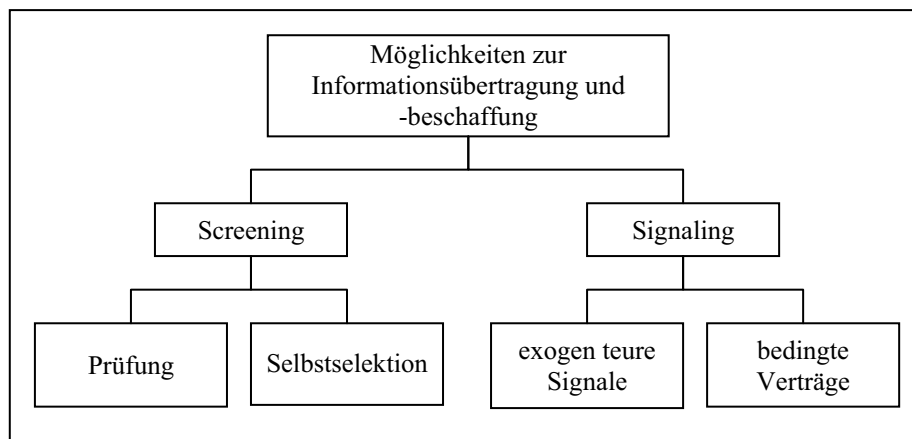 Möglichkeiten zur
Informationsübertragung und
-beschaffung
Screening
Signaling
Prüfung
Selbstselektion
exogen teure
Signale
bedingte
Verträge